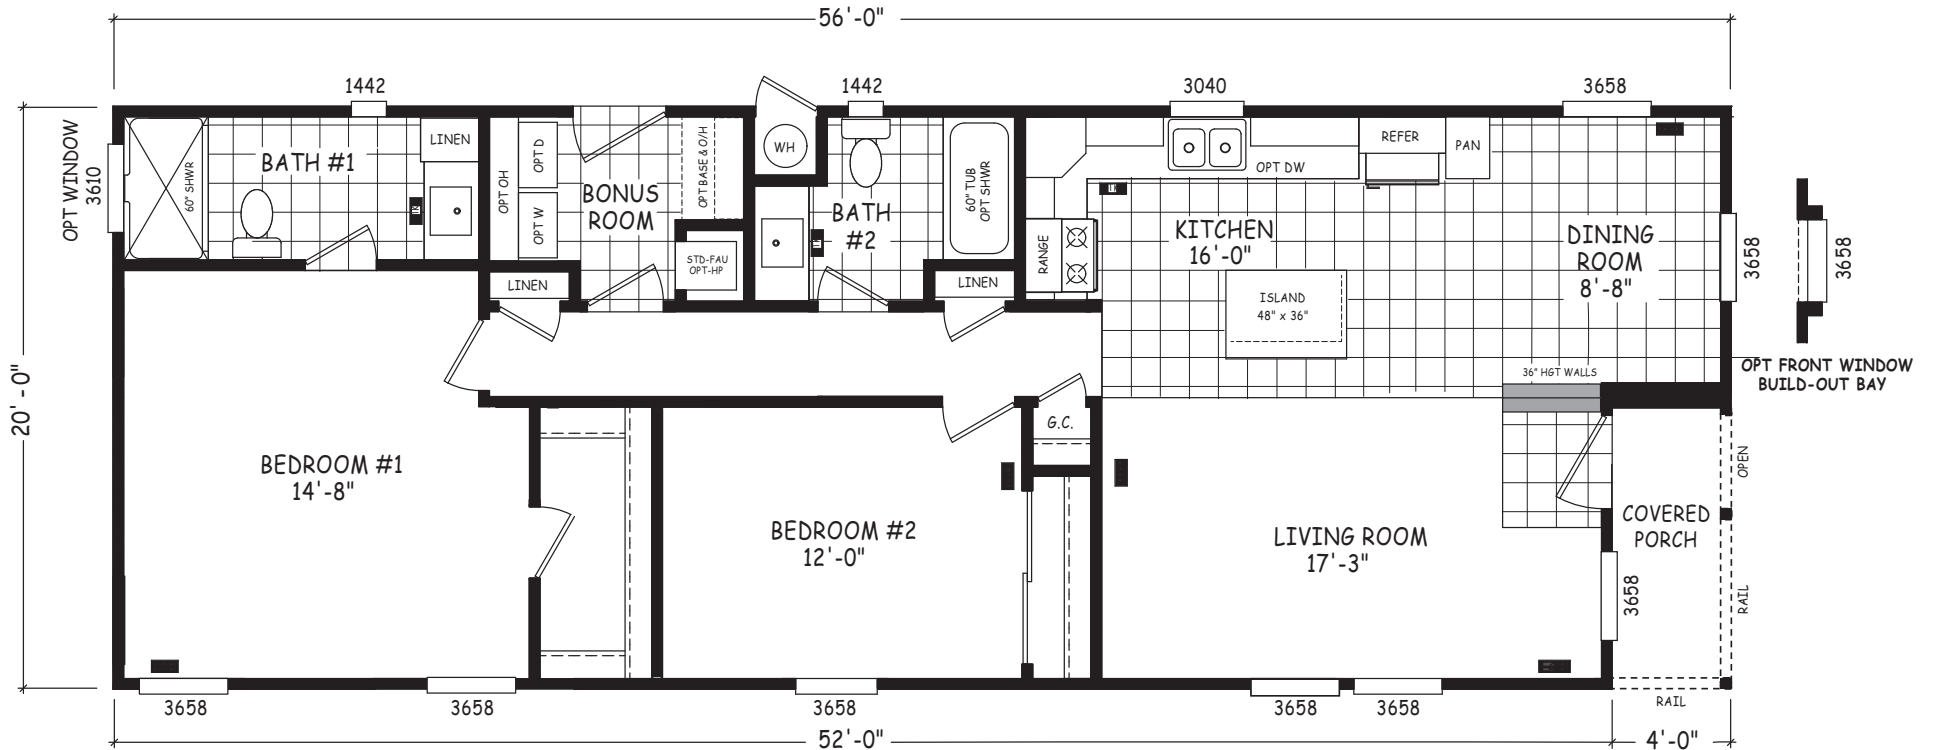 56'-0"
1442
1442
3040
3658
OPT WINDOW
3610
60" SHWR
BATH #1
LINEN
OPT OH
OPT D
OPT W
BONUS
ROOM
OPT BASE & O/H
WH
STD-FAU
OPT-HP
BATH
#2
60" TUB
OPT SHWR
LINEN
LINEN
RANGE
KITCHEN
16'-0"
OPT DW
REFER
PAN
ISLAND
48" x 36"
DINING
ROOM
8'-8"
3658
3658
OPT FRONT WINDOW
BUILD-OUT BAY
36" HGT WALLS
20'-0"
BEDROOM #1
14'-8"
BEDROOM #2
12'-0"
G.C.
LIVING ROOM
17'-3"
COVERED
PORCH
OPEN
RAIL
3658
RAIL
3658
3658
3658
3658
3658
52'-0"
4'-0"